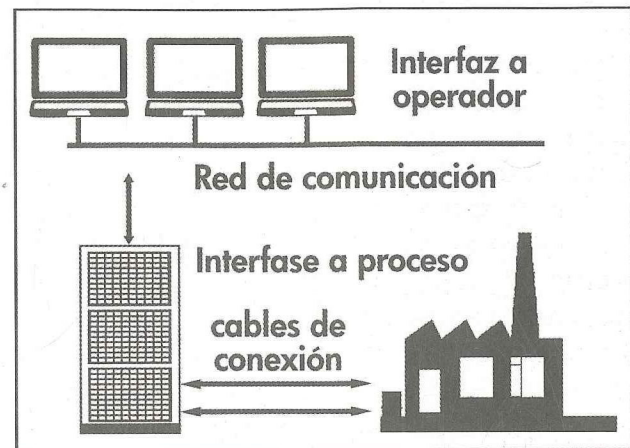 Interfaz a
operador
Red de comunicación
Interfase a proceso
cables de
conexión